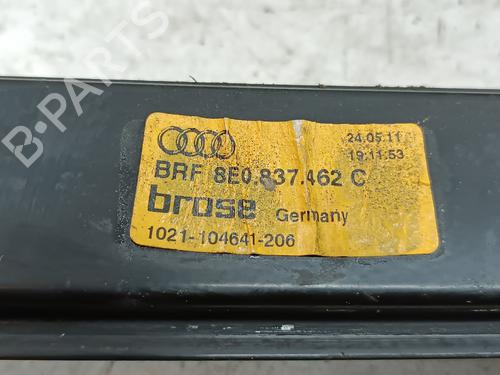 24.05.11
19:11:53
BRF 8E0.837.462 C
brose Germany
1021-104641-206
B-PARTS